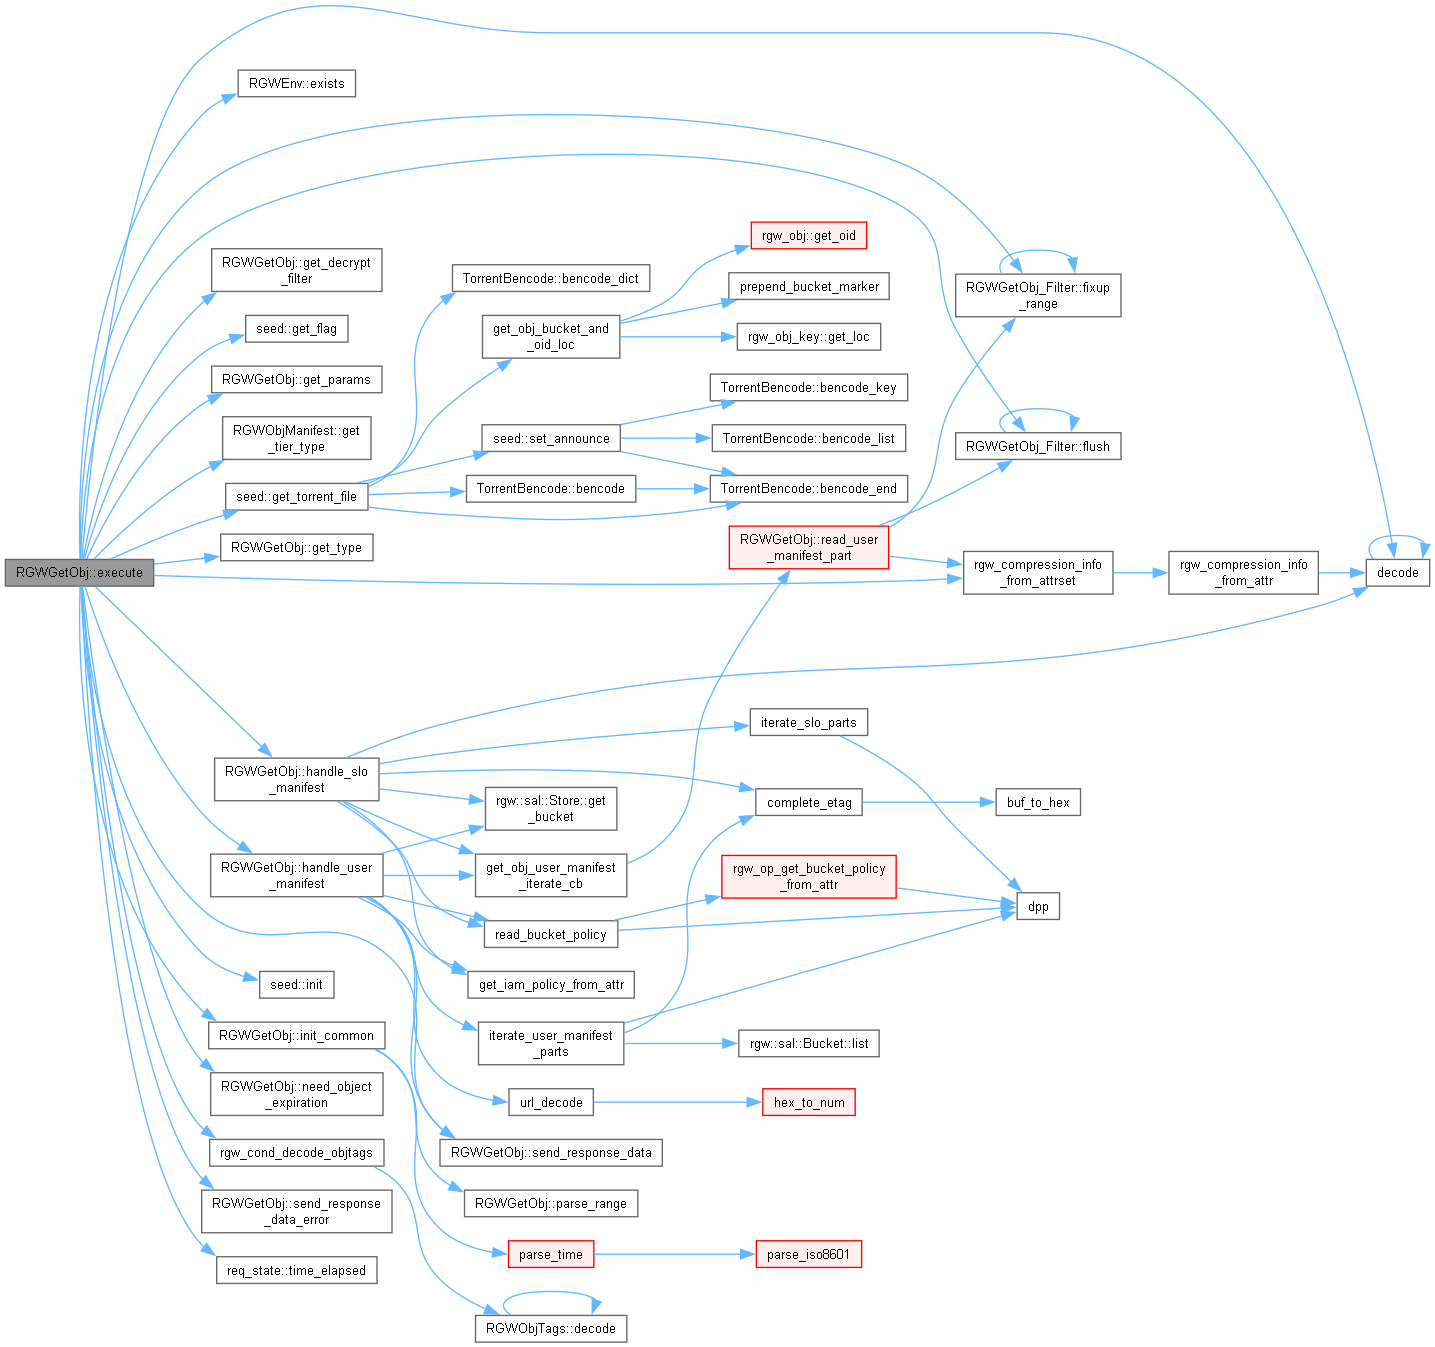 RGWGetObj::execute
RGWEnv::exists
RGWGetObj::get_decrypt
_filter
seed::get_flag
RGWGetObj::get_params
RGWObjManifest::get
_tier_type
seed::get_torrent_file
RGWGetObj::get_type
RGWGetObj::handle_slo
_manifest
RGWGetObj::handle_user
_manifest
seed::init
RGWGetObj::init_common
RGWGetObj::need_object
_expiration
rgw_cond_decode_objtags
RGWGetObj::send_response
_data_error
req_state::time_elapsed
TorrentBencode::bencode_dict
get_obj_bucket_and
_oid_loc
seed::set_announce
TorrentBencode::bencode
rgw::sal::Store::get
_bucket
get_obj_user_manifest
_iterate_cb
read_bucket_policy
get_iam_policy_from_attr
iterate_user_manifest
_parts
url_decode
RGWGetObj::send_response_data
RGWGetObj::parse_range
parse_time
RGWObjTags::decode
rgw_obj::get_oid
prepend_bucket_marker
rgw_obj_key::get_loc
TorrentBencode::bencode_key
TorrentBencode::bencode_list
TorrentBencode::bencode_end
RGWGetObj::read_user
_manifest_part
iterate_slo_parts
complete_etag
rgw_op_get_bucket_policy
_from_attr
rgw::sal::Bucket::list
hex_to_num
parse_iso8601
RGWGetObj_Filter::fixup
_range
RGWGetObj_Filter::flush
rgw_compression_info
_from_attrset
buf_to_hex
dpp
rgw_compression_info
_from_attr
decode